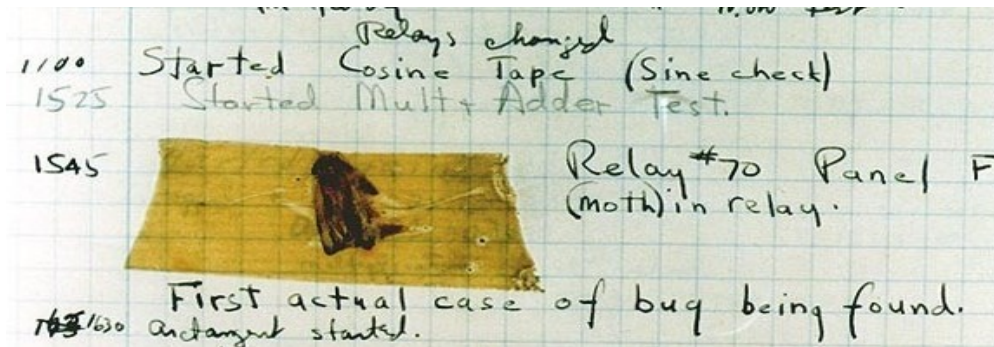 Relays changed
1100 Started Cosine Tape (Sine check)
1525 Started Mult+ Adder Test.
1545 Relay #70 Panel F
(moth) in relay.
First actual case of bug being found.
1630 arctangent started.